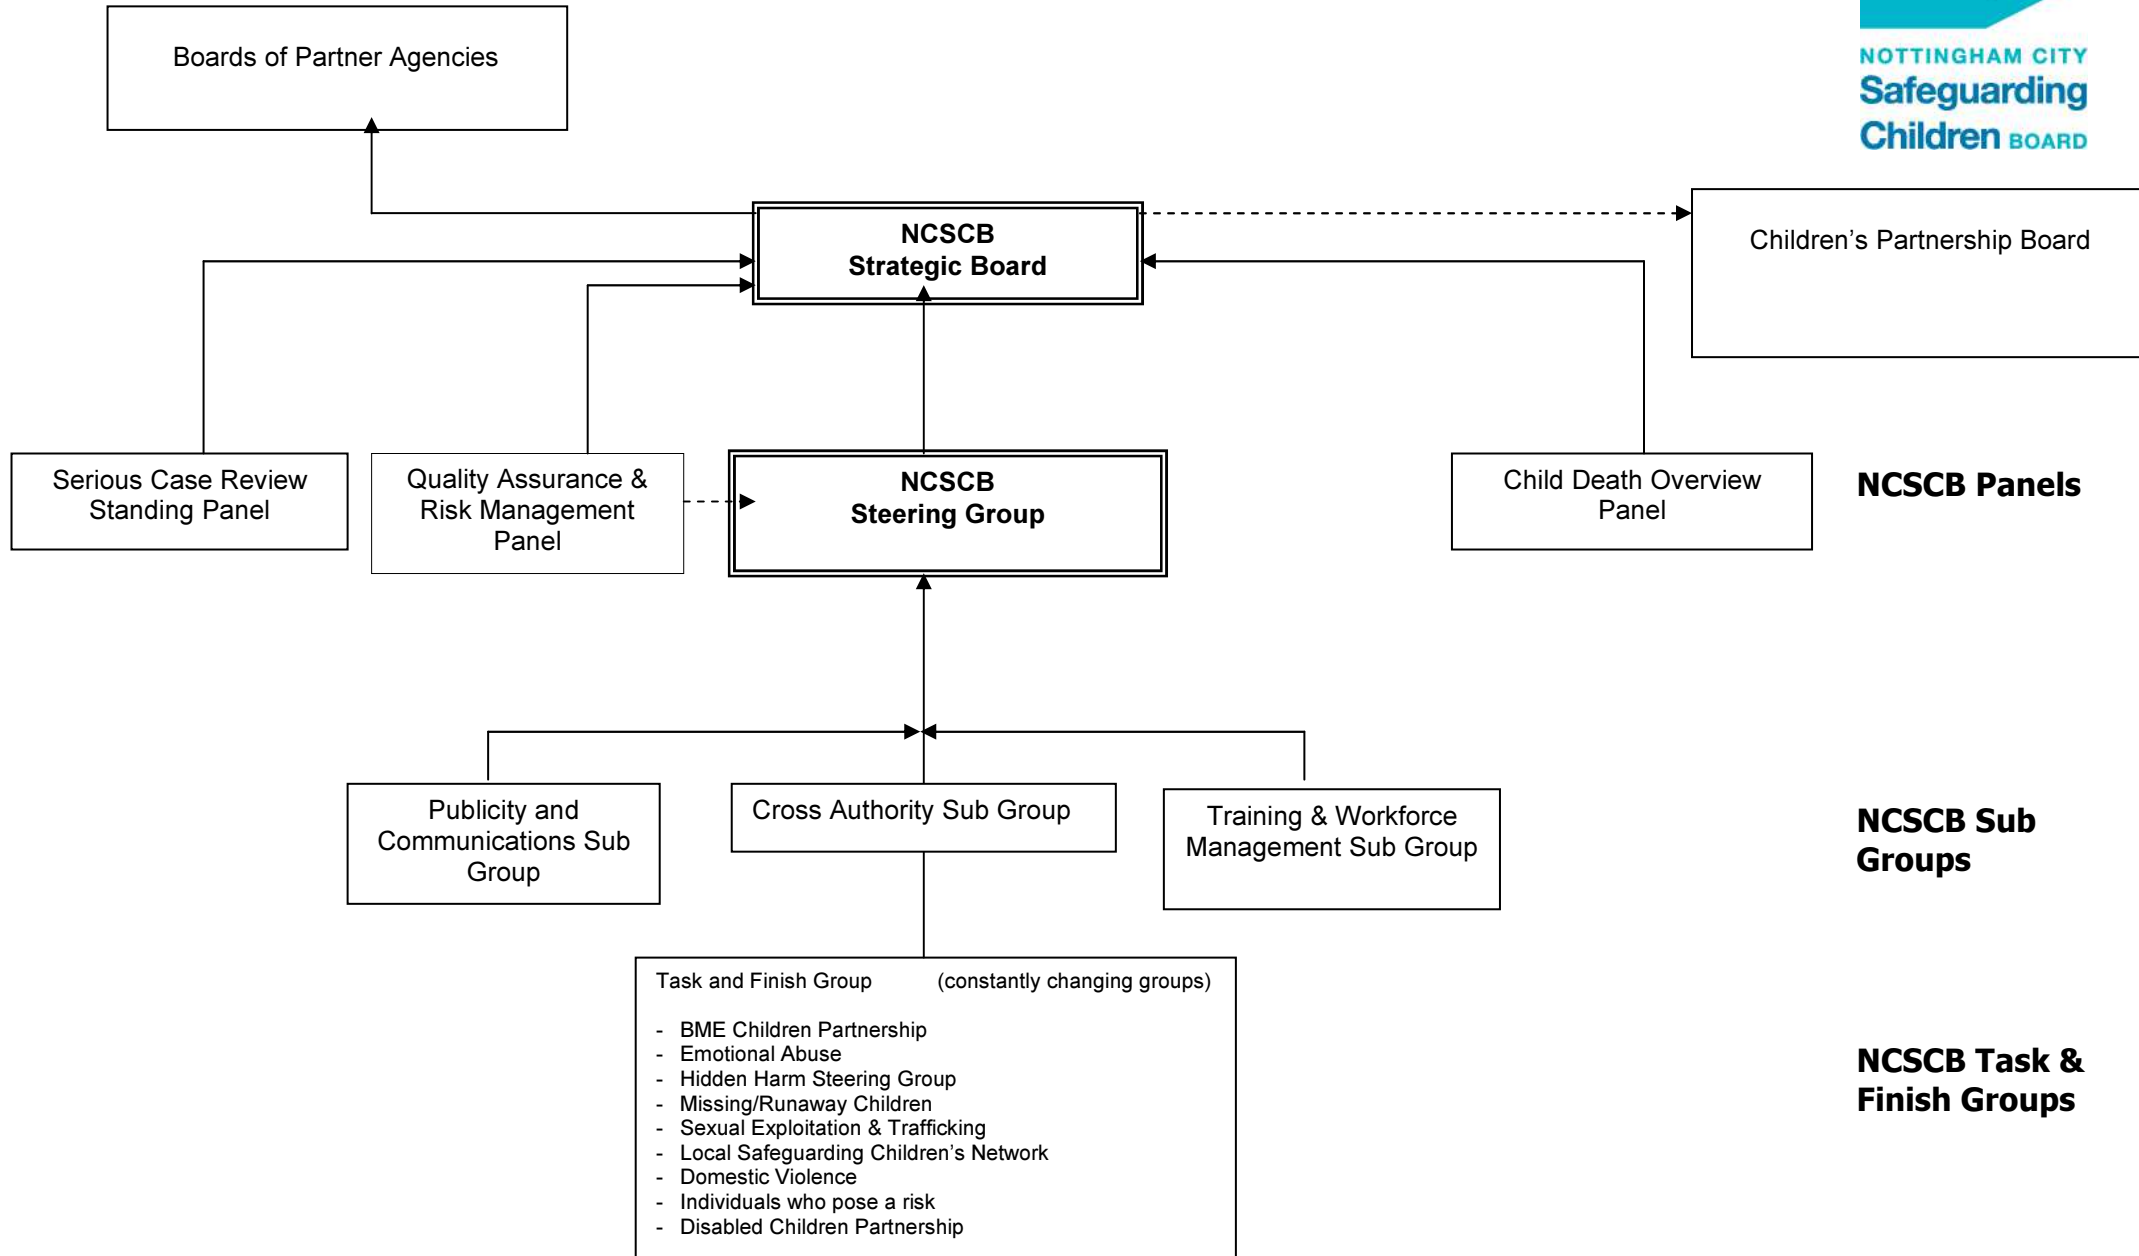 Boards of Partner Agencies
NOTTINGHAM CITY
Safeguarding
Children BOARD
NCSCB
Strategic Board
Children’s Partnership Board
Serious Case Review
Standing Panel
Quality Assurance &
Risk Management
Panel
NCSCB
Steering Group
Child Death Overview
Panel
NCSCB Panels
Publicity and
Communications Sub
Group
Cross Authority Sub Group
Training & Workforce
Management Sub Group
NCSCB Sub
Groups
Task and Finish Group (constantly changing groups)
- BME Children Partnership
- Emotional Abuse
- Hidden Harm Steering Group
- Missing/Runaway Children
- Sexual Exploitation & Trafficking
- Local Safeguarding Children’s Network
- Domestic Violence
- Individuals who pose a risk
- Disabled Children Partnership
NCSCB Task &
Finish Groups